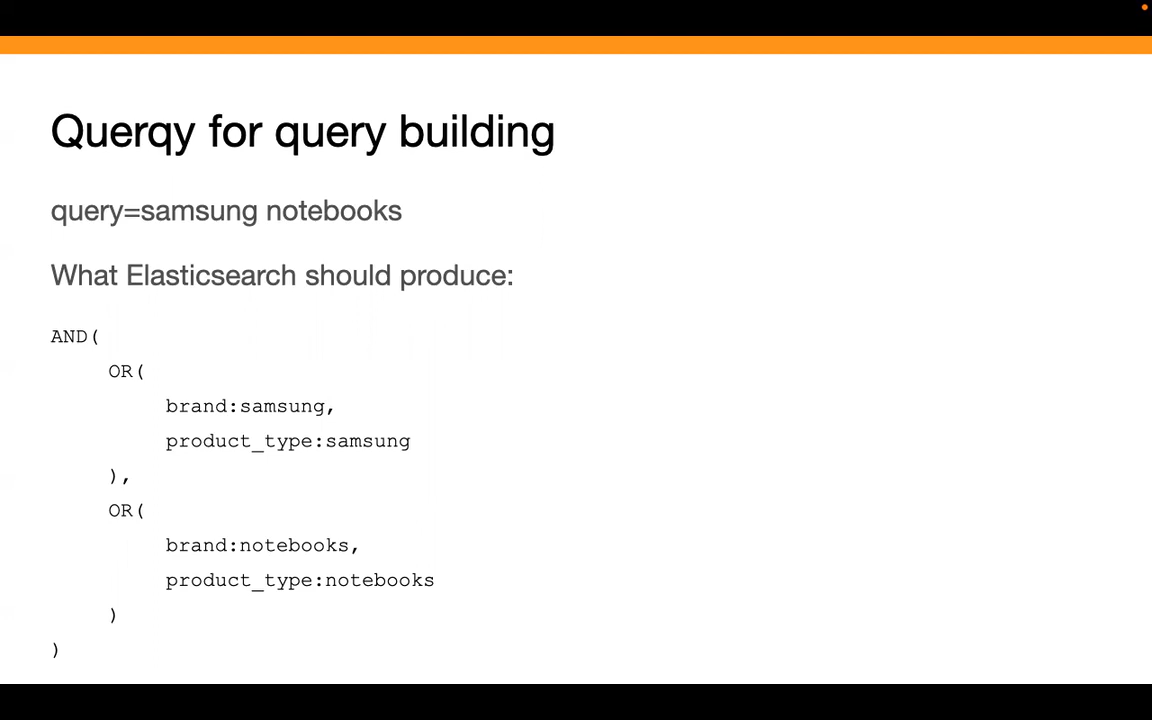 Querqy for query building
query=samsung notebooks
What Elasticsearch should produce:
AND(
OR(
brand:samsung,
product_type:samsung
),
OR(
brand:notebooks,
product_type:notebooks
)
)